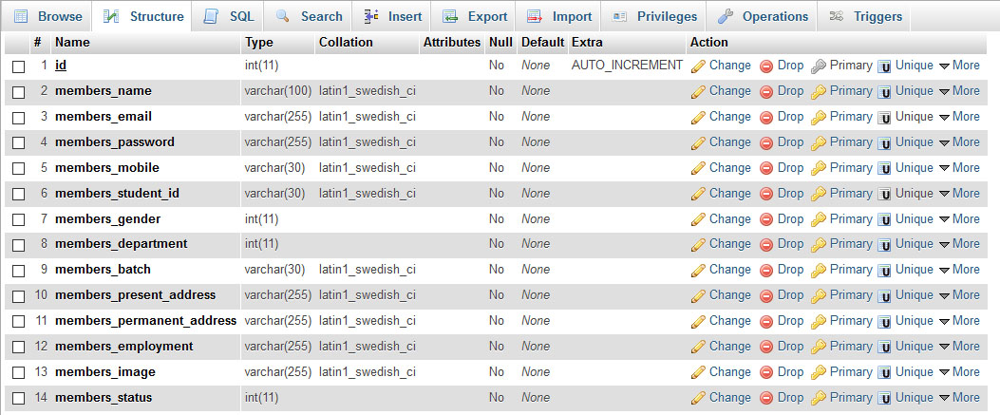 Browse Structure SQL Search Insert Export Import Privileges Operations Triggers
# Name Type Collation Attributes Null Default Extra Action
1 id int(11) No None AUTO_INCREMENT Change Drop Primary Unique More
2 members_name varchar(100) latin1_swedish_ci No None Change Drop Primary Unique More
3 members_email varchar(255) latin1_swedish_ci No None Change Drop Primary Unique More
4 members_password varchar(255) latin1_swedish_ci No None Change Drop Primary Unique More
5 members_mobile varchar(30) latin1_swedish_ci No None Change Drop Primary Unique More
6 members_student_id varchar(30) latin1_swedish_ci No None Change Drop Primary Unique More
7 members_gender int(11) No None Change Drop Primary Unique More
8 members_department int(11) No None Change Drop Primary Unique More
9 members_batch varchar(30) latin1_swedish_ci No None Change Drop Primary Unique More
10 members_present_address varchar(255) latin1_swedish_ci No None Change Drop Primary Unique More
11 members_permanent_address varchar(255) latin1_swedish_ci No None Change Drop Primary Unique More
12 members_employment varchar(255) latin1_swedish_ci No None Change Drop Primary Unique More
13 members_image varchar(255) latin1_swedish_ci No None Change Drop Primary Unique More
14 members_status int(11) No None Change Drop Primary Unique More